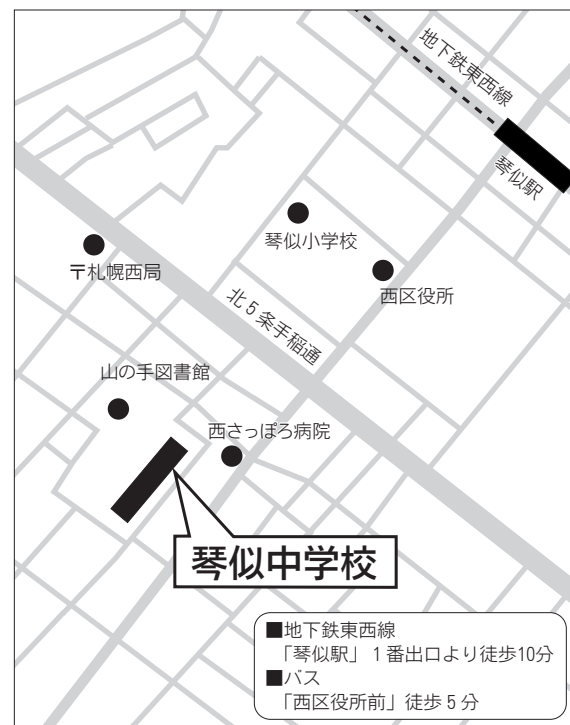 地下鉄東西線
琴似駅
琴似小学校
〒札幌西局
西区役所
北5条手稲通
山の手図書館
西さっぽろ病院
琴似中学校
■地下鉄東西線
「琴似駅」1番出口より徒歩10分
■バス
「西区役所前」徒歩5分